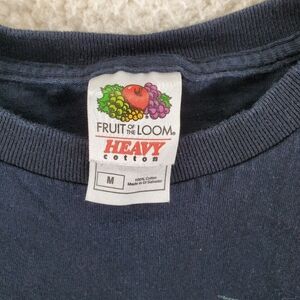 FRUIT OF THE LOOM®
HEAVY
cotton
M
100% Cotton
Made in El Salvador